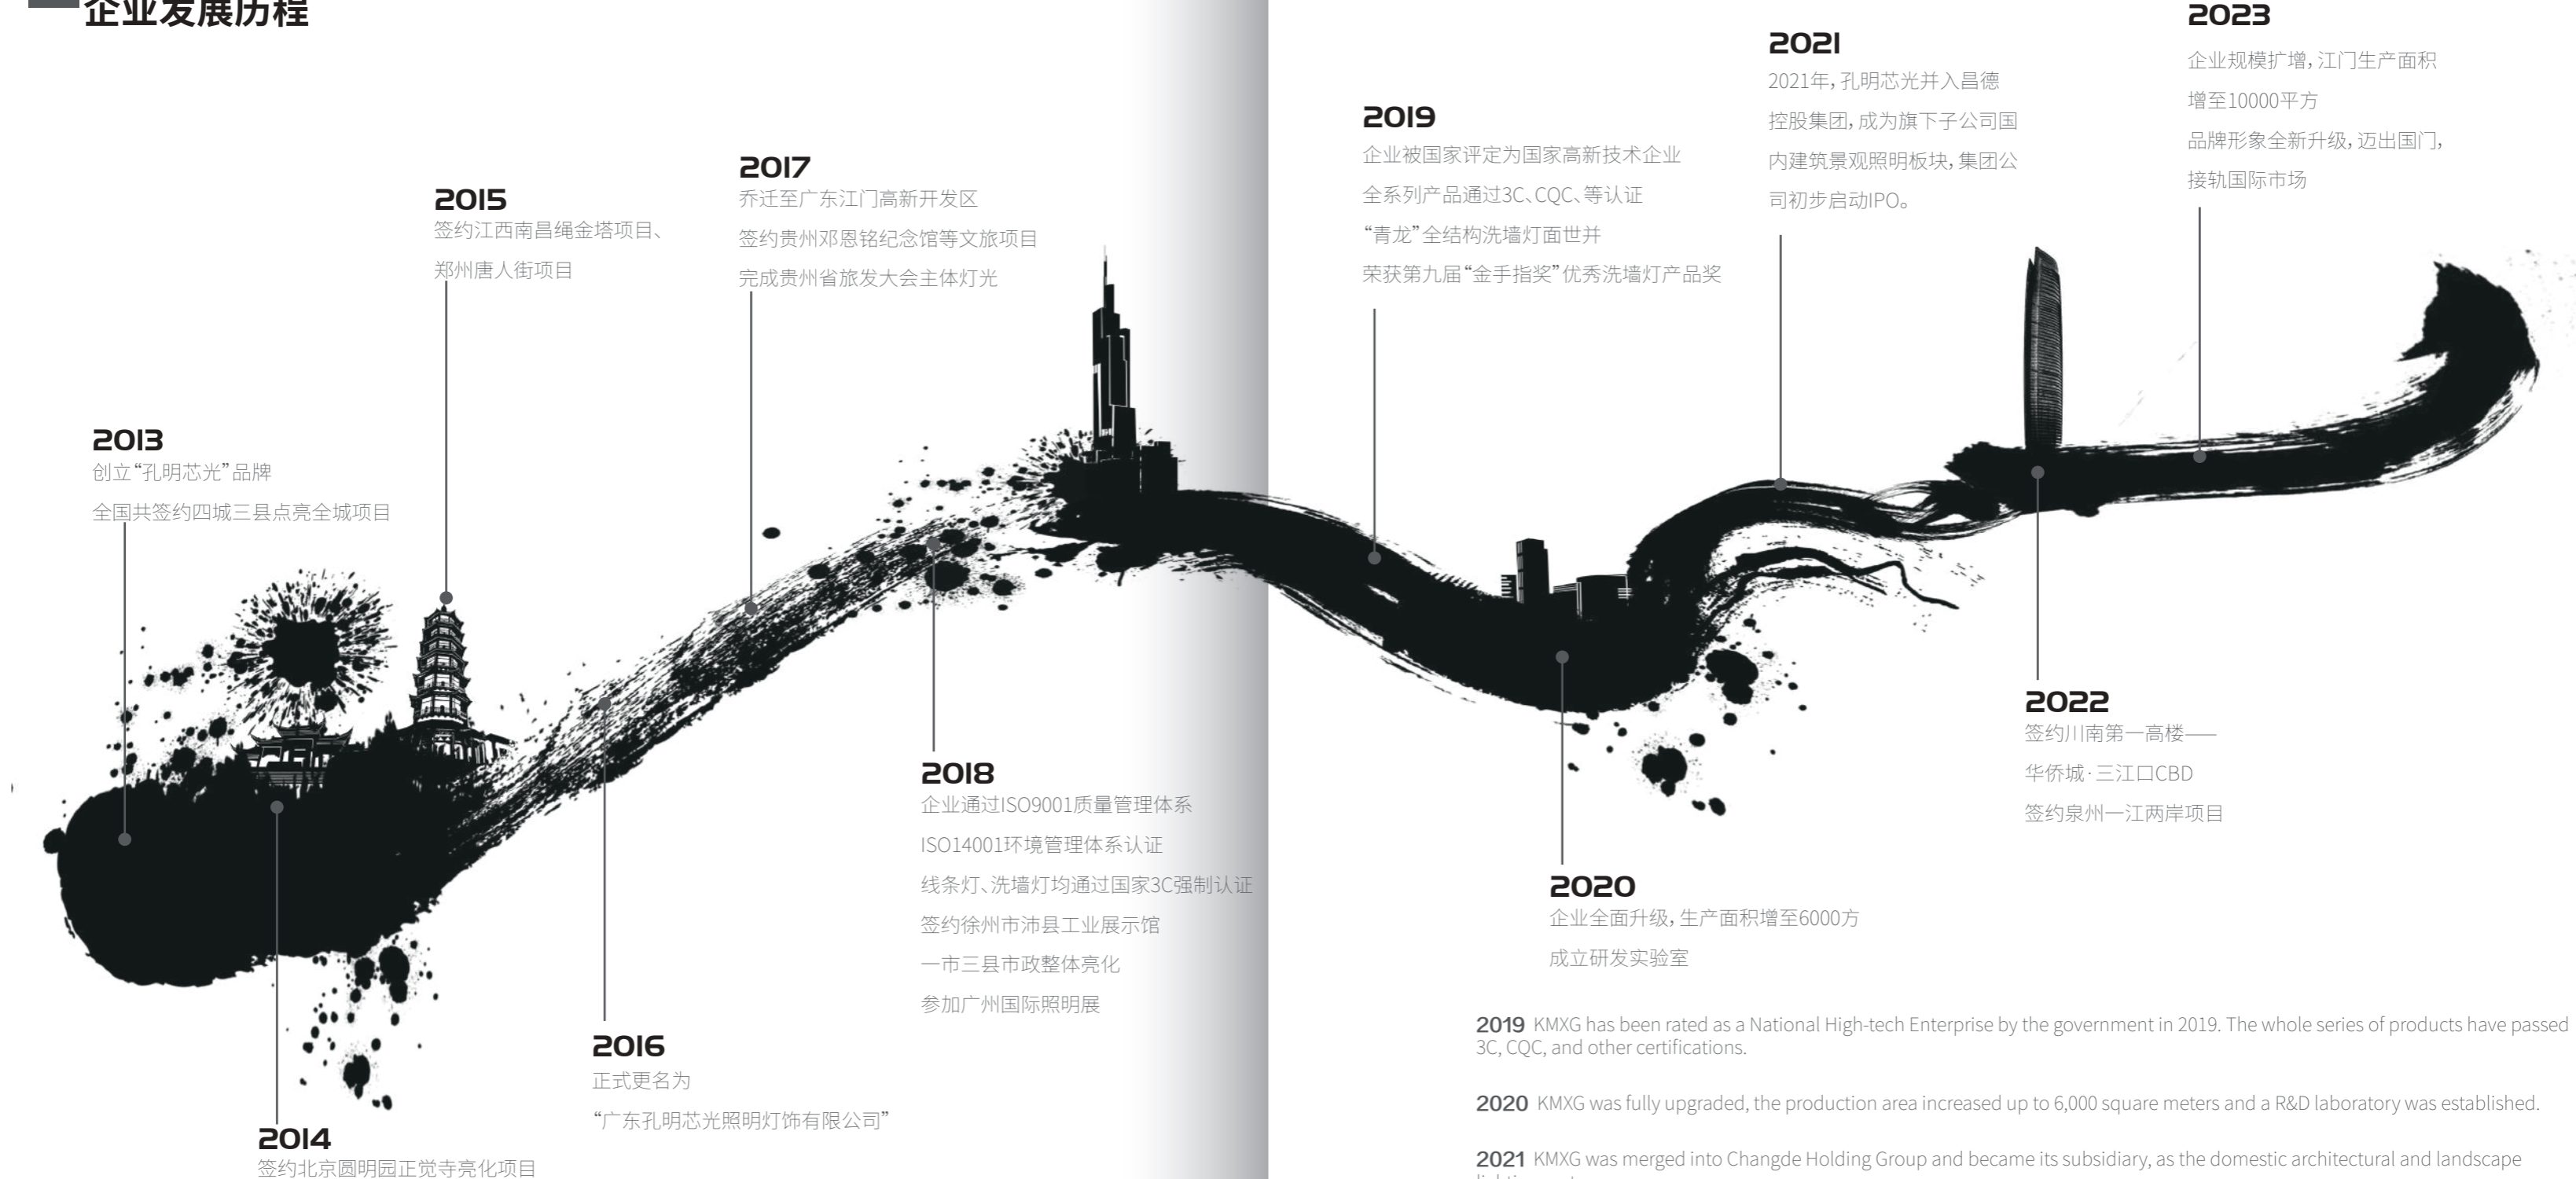 企业发展历程
2013
创立“孔明芯光”品牌
全国共签约四城三县点亮全城项目
2014
签约北京圆明园正觉寺亮化项目
2015
签约江西南昌绳金塔项目、
郑州唐人街项目
2016
正式更名为
“广东孔明芯光照明灯饰有限公司”
2017
乔迁至广东江门高新开发区
签约贵州邓恩铭纪念馆等文旅项目
完成贵州省旅发大会主体灯光
2018
企业通过ISO9001质量管理体系
ISO14001环境管理体系认证
线条灯、洗墙灯均通过国家3C强制认证
签约徐州市沛县工业展示馆
一市三县市政整体亮化
参加广州国际照明展
2019
企业被国家评定为国家高新技术企业
全系列产品通过3C、CQC、等认证
“青龙”全结构洗墙灯面世并
荣获第九届“金手指奖”优秀洗墙灯产品奖
2020
企业全面升级，生产面积增至6000方
成立研发实验室
2021
2021年，孔明芯光并入昌德
控股集团，成为旗下子公司国
内建筑景观照明板块，集团公
司初步启动IPO。
2022
签约川南第一高楼——
华侨城·三江口CBD
签约泉州一江两岸项目
2023
企业规模扩增，江门生产面积
增至10000平方
品牌形象全新升级，迈出国门，
接轨国际市场
2019 KMXG has been rated as a National High-tech Enterprise by the government in 2019. The whole series of products have passed
3C, CQC, and other certifications.
2020 KMXG was fully upgraded, the production area increased up to 6,000 square meters and a R&D laboratory was established.
2021 KMXG was merged into Changde Holding Group and became its subsidiary, as the domestic architectural and landscape